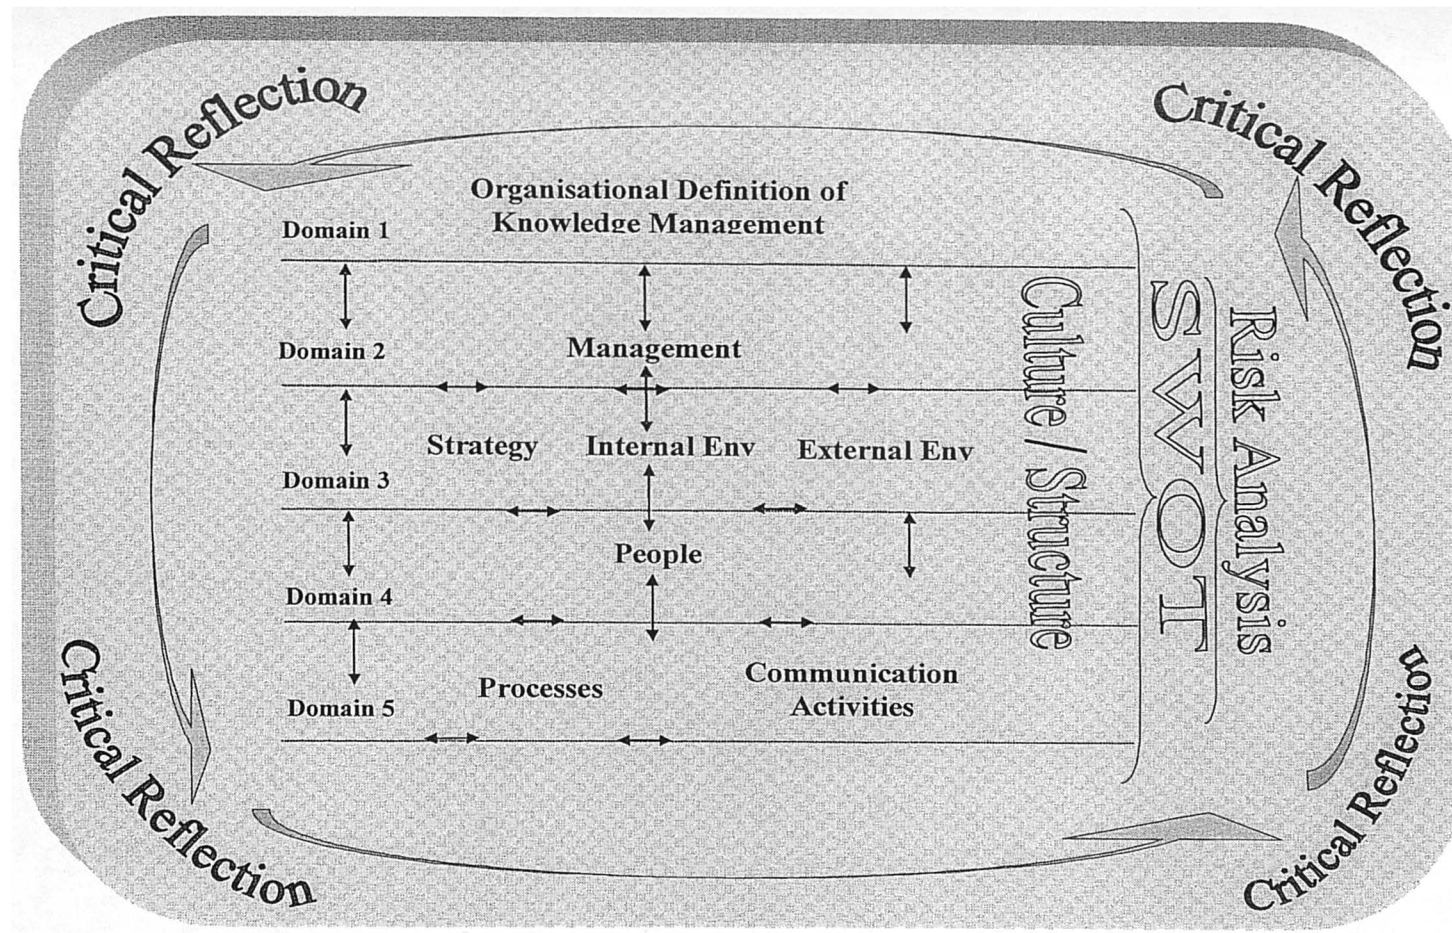 Critical Reflection
Critical Reflection
Organisational Definition of
Knowledge Management
Domain 1
Domain 2
Management
Strategy Internal Env External Env
Domain 3
People
Domain 4
Processes
Communication
Activities
Domain 5
Culture / Structure
SWOT
Risk Analysis
Critical Reflection
Critical Reflection